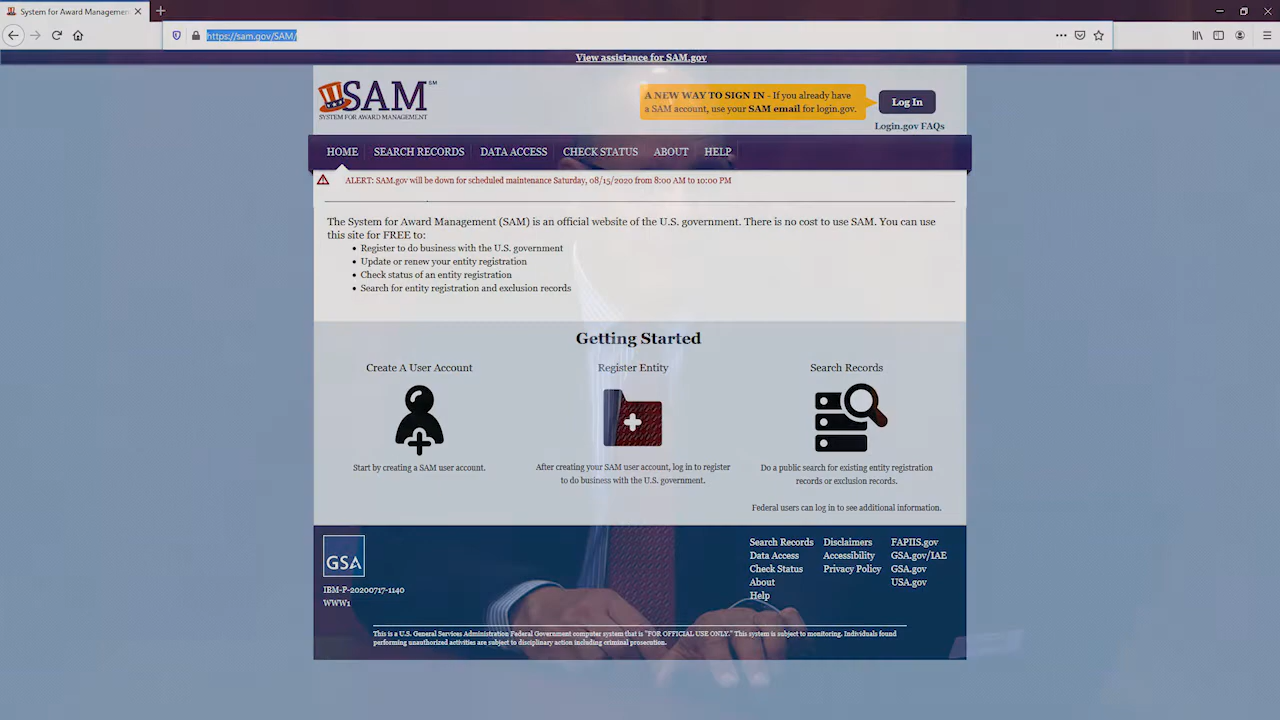 System for Award Management
https://sam.gov/SAM/
View assistance for SAM.gov
SAM SM
SYSTEM FOR AWARD MANAGEMENT
A NEW WAY TO SIGN IN - If you already have
a SAM account, use your SAM email for login.gov.
Log In
Login.gov FAQs
HOME SEARCH RECORDS DATA ACCESS CHECK STATUS ABOUT HELP
ALERT: SAM.gov will be down for scheduled maintenance Saturday, 08/15/2020 from 8:00 AM to 10:00 PM
The System for Award Management (SAM) is an official website of the U.S. government. There is no cost to use SAM. You can use
this site for FREE to:
• Register to do business with the U.S. government
• Update or renew your entity registration
• Check status of an entity registration
• Search for entity registration and exclusion records
Getting Started
Create A User Account
Start by creating a SAM user account.
Register Entity
After creating your SAM user account, log in to register
to do business with the U.S. government.
Search Records
Do a public search for existing entity registration
records or exclusion records.
Federal users can log in to see additional information.
GSA
IBM-P-20200717-1140
WWW1
Search Records
Data Access
Check Status
About
Help
Disclaimers
Accessibility
Privacy Policy
FAPIIS.gov
GSA.gov/IAE
GSA.gov
USA.gov
This is a U.S. General Services Administration Federal Government computer system that is "FOR OFFICIAL USE ONLY." This system is subject to monitoring. Individuals found
performing unauthorized activities are subject to disciplinary action including criminal prosecution.